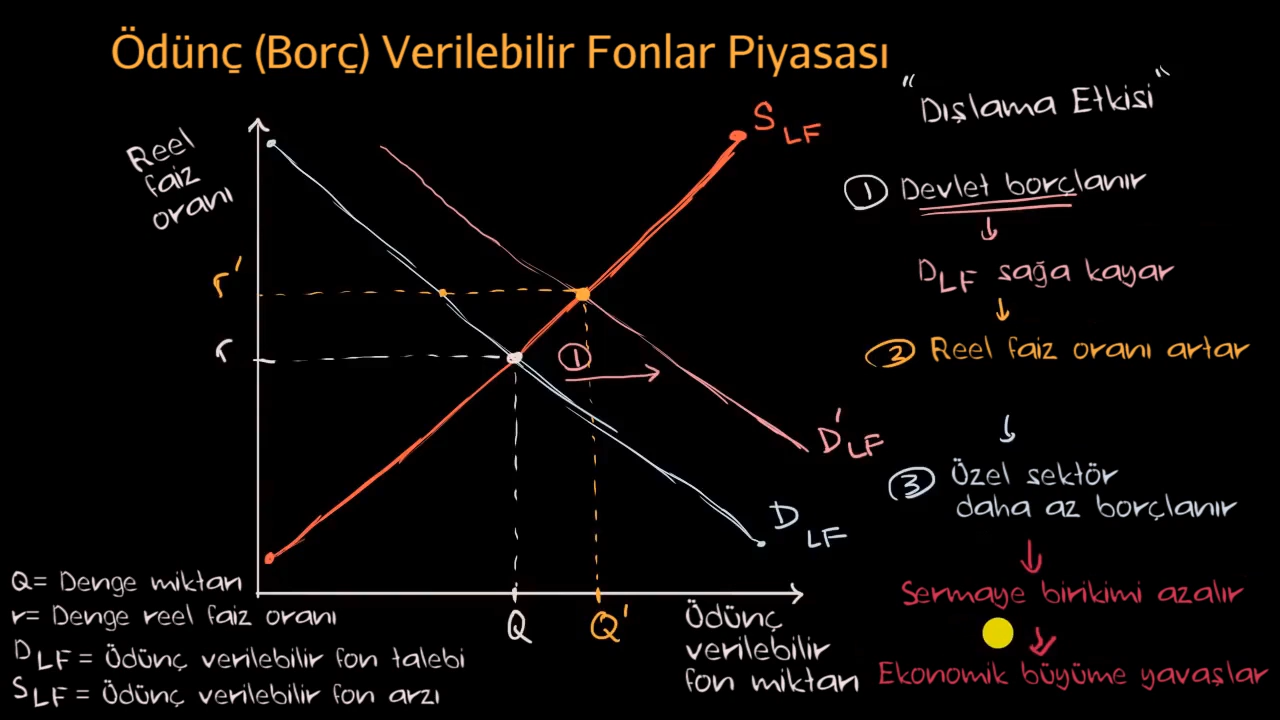 Ödünç (Borç) Verilebilir Fonlar Piyasası
"Dışlama Etkisi"
Reel
faiz
oranı
S LF
r'
r
1
D'LF
D LF
Q
Q'
Ödünç
verilebilir
fon miktarı
1 Devlet borçlanır
DLF sağa kayar
2 Reel faiz oranı artar
3 Özel sektör
daha az borçlanır
Sermaye birikimi azalır
Ekonomik büyüme yavaşlar
Q= Denge miktarı
r= Denge reel faiz oranı
DLF = Ödünç verilebilir fon talebi
SLF = Ödünç verilebilir fon arzı